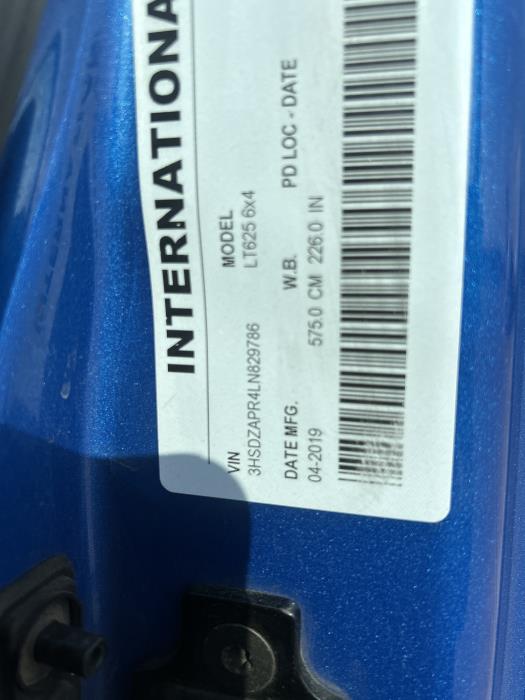 INTERNATIONA
VIN MODEL
3HSDZAPR4LN829786 LT625 6x4
DATE MFG. W.B. PD LOC - DATE
04-2019 575.0 CM 226.0 IN